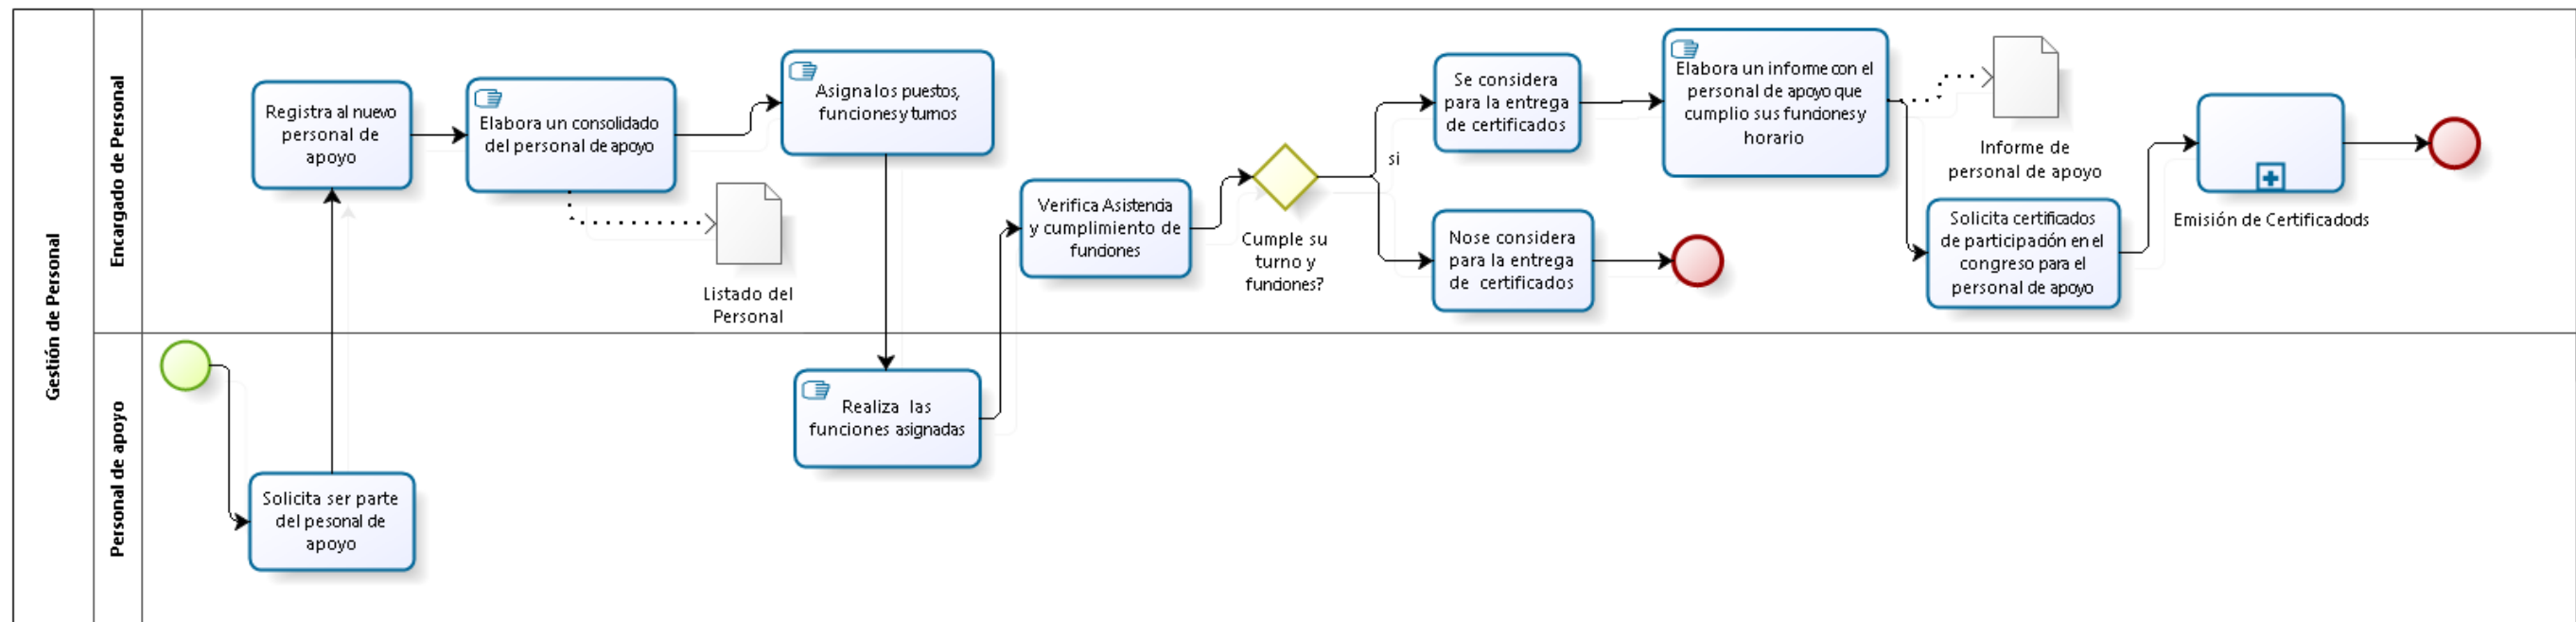 Gestión de Personal
Encargado de Personal
Registra al nuevo
personal de
apoyo
Elabora un consolidado
del personal de apoyo
Listado del
Personal
Asigna los puestos,
funciones y turnos
Verifica Asistencia
y cumplimiento de
funciones
Cumple su
turno y
funciones?
si
Se considera
para la entrega
de certificados
No se considera
para la entrega
de certificados
Elabora un informe con el
personal de apoyo que
cumplio sus funciones y
horario
Informe de
personal de apoyo
Solicita certificados
de participación en el
congreso para el
personal de apoyo
Emisión de Certificadods
Personal de apoyo
Solicita ser parte
del pesonal de
apoyo
Realiza las
funciones asignadas